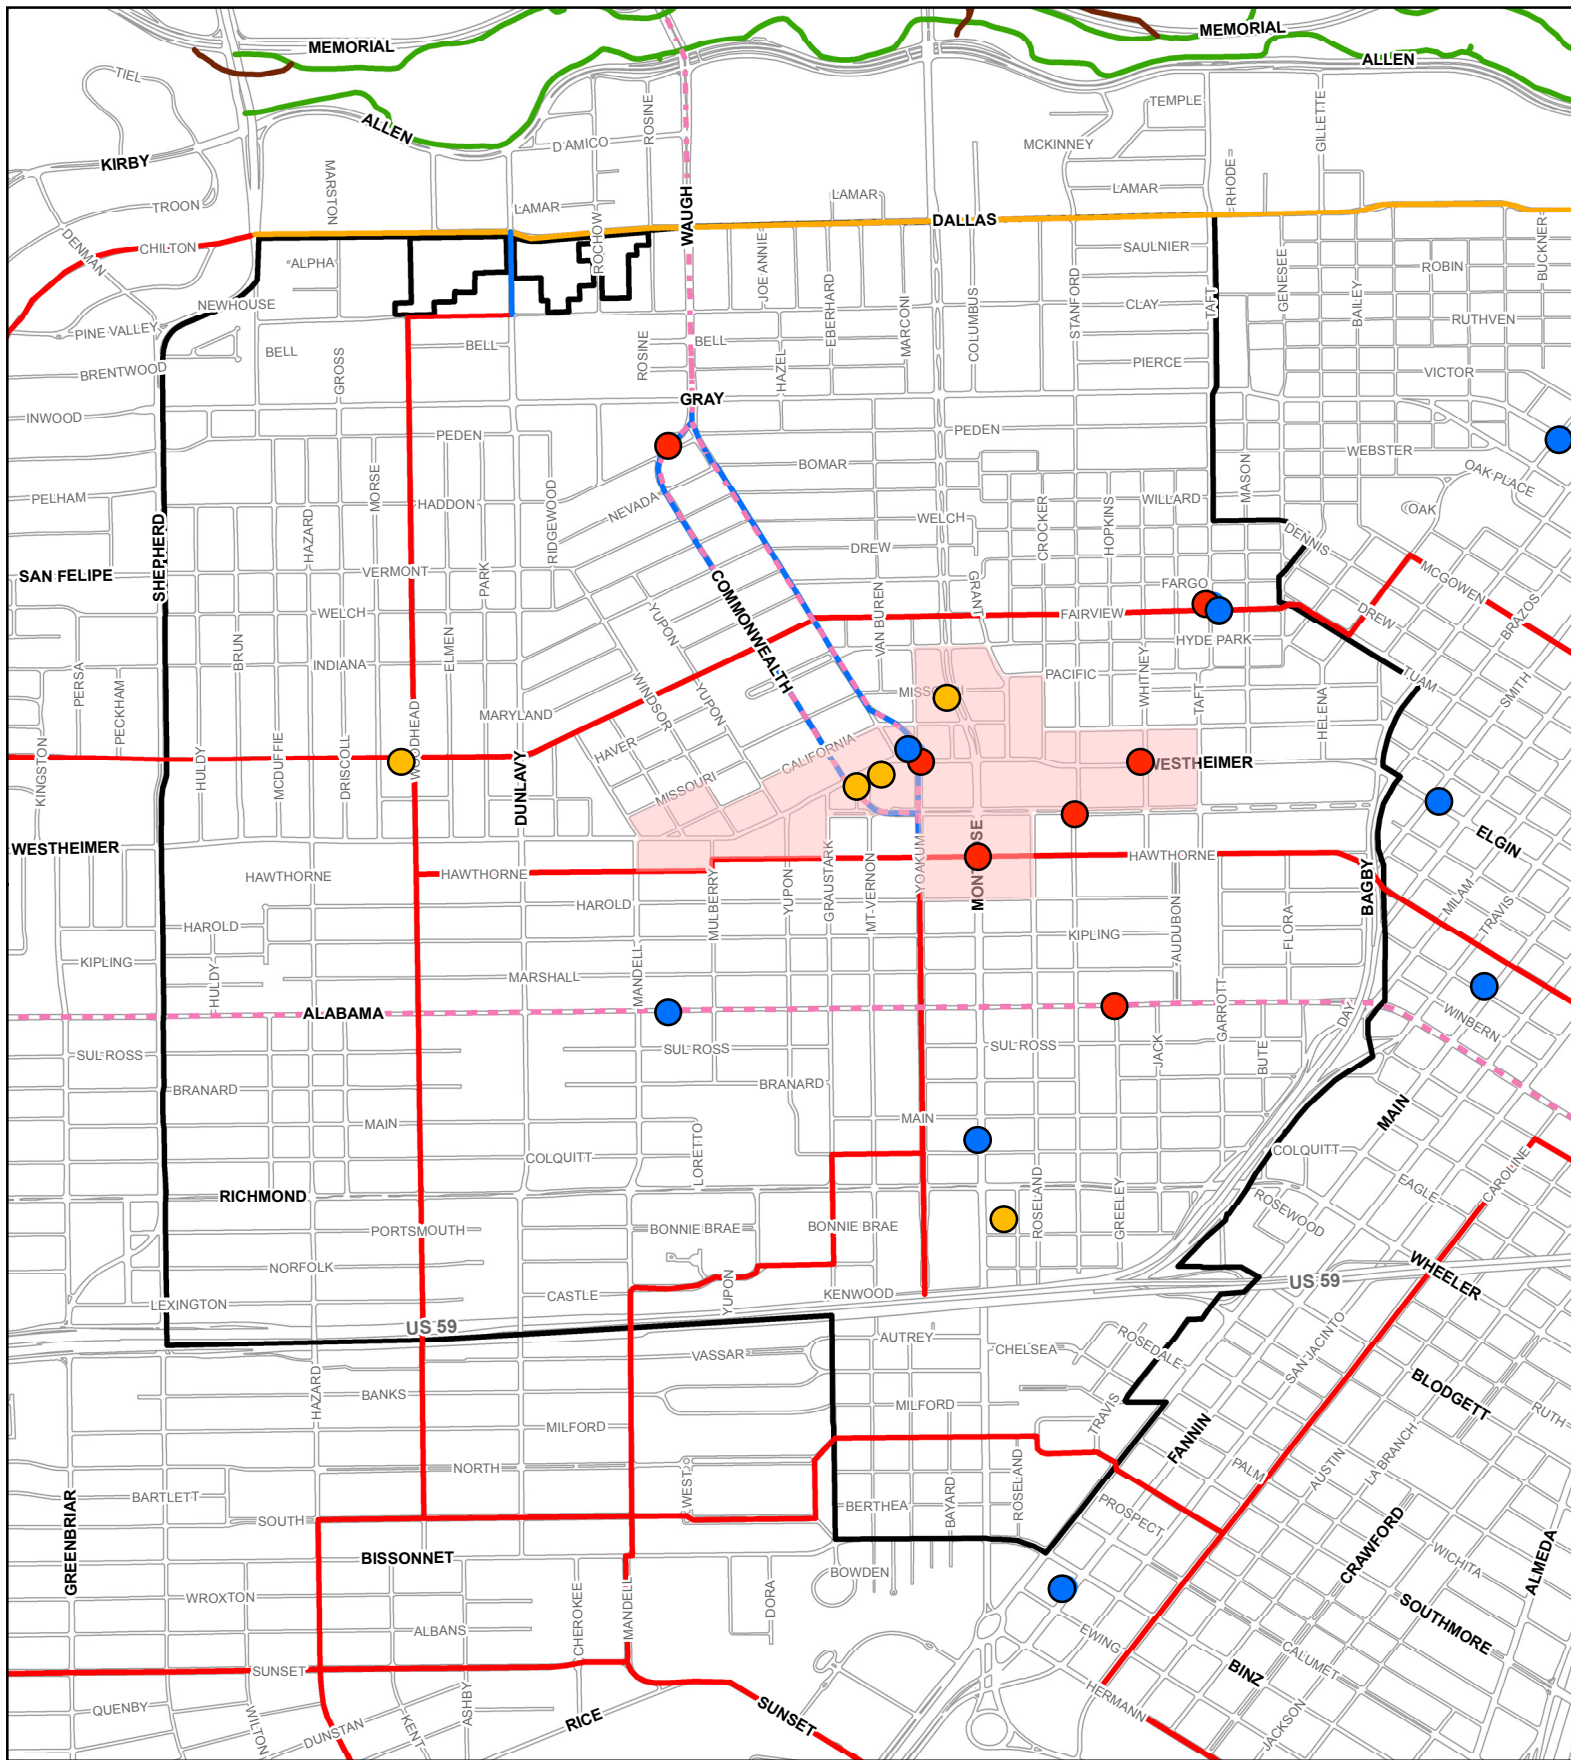 MEMORIAL
MEMORIAL
ALLEN
TIEL
TEMPLE
GILLETTE
ROSINE
ALLEN
D'AMICO
MCKINNEY
KIRBY
MARSTON
RHODE
LAMAR
LAMAR
TROON
LAMAR
WAUGH
DALLAS
ROCHOW
DENMAN
CHILTON
SAULNIER
BUCKNER
ALPHA
JOE ANNIE
ROBIN
GENESEE
NEWHOUSE
EBERHARD
MARCONI
COLUMBUS
STANFORD
CLAY
TAFT
BAILEY
RUTHVEN
PINE VALLEY
BELL
BELL
ROSINE
BELL
HAZEL
PIERCE
BRENTWOOD
GROSS
VICTOR
GRAY
INWOOD
PEDEN
PEDEN
WEBSTER
BOMAR
MASON
OAK PLACE
PELHAM
MORSE
HADDON
NEVADA
WILLARD
OAK
HAZARD
RIDGEWOOD
WELCH
CROCKER
HOPKINS
SHEPHERD
DREW
DENNIS
SAN FELIPE
VERMONT
PARK
COMMONWEALTH
GRANT
FARGO
MCGOWEN
WELCH
YUPON
VAN BUREN
FAIRVIEW
DREW
BRAZOS
BRUN
INDIANA
ELMEN
HYDE PARK
PERSA
PECKHAM
WINDSOR
YUPON
PACIFIC
WHITNEY
TAFT
TUAM
SMITH
MARYLAND
HELENA
WOODHEAD
HAVER
CALIFORNIA
KINGSTON
HULDY
MCDUFFIE
DRISCOLL
DUNLAVY
MISSOURI
WESTHEIMER
WESTHEIMER
ELGIN
HAWTHORNE
HAWTHORNE
HAWTHORNE
MULBERRY
YUPON
GRAUSTARK
MT VERNON
YOAKUM
BAGBY
HAROLD
HAROLD
MILAM
TRAVIS
KIPLING
KIPLING
AUDUBON
FLORA
HULDY
MARSHALL
MANDELL
ALABAMA
GARROTT
DAY
WINBERN
SUL ROSS
SUL ROSS
SUL ROSS
JACK
BUTE
BRANARD
BRANARD
MAIN
MAIN
MAIN
COLQUITT
LORETTO
COLQUITT
CAROLINE
RICHMOND
ROSELAND
GREELEY
EAGLE
ROSEWOOD
PORTSMOUTH
BONNIE BRAE
BONNIE BRAE
NORFOLK
WHEELER
US 59
LEXINGTON
CASTLE
YUPON
KENWOOD
US 59
AUTREY
CHELSEA
ROSEDALE
SAN JACINTO
VASSAR
HAZARD
BANKS
MILFORD
MILFORD
TRAVIS
BLODGETT
RUTH
FANNIN
NORTH
WEST
ROSELAND
PALM
AUSTIN
LA BRANCH
GREENBRIAR
BARTLETT
SOUTH
BERTHEA
BAYARD
PROSPECT
BISSONNET
CRAWFORD
WICHITA
ALMEDA
BOWDEN
WROXTON
CHEROKEE
MANDELL
DORA
ALBANS
EWING
SOUTHMORE
CALUMET
SUNSET
BINZ
HERMANN
QUENBY
WILTON
DUNSTAN
KENT
ASHBY
RICE
SUNSET
JACKSON